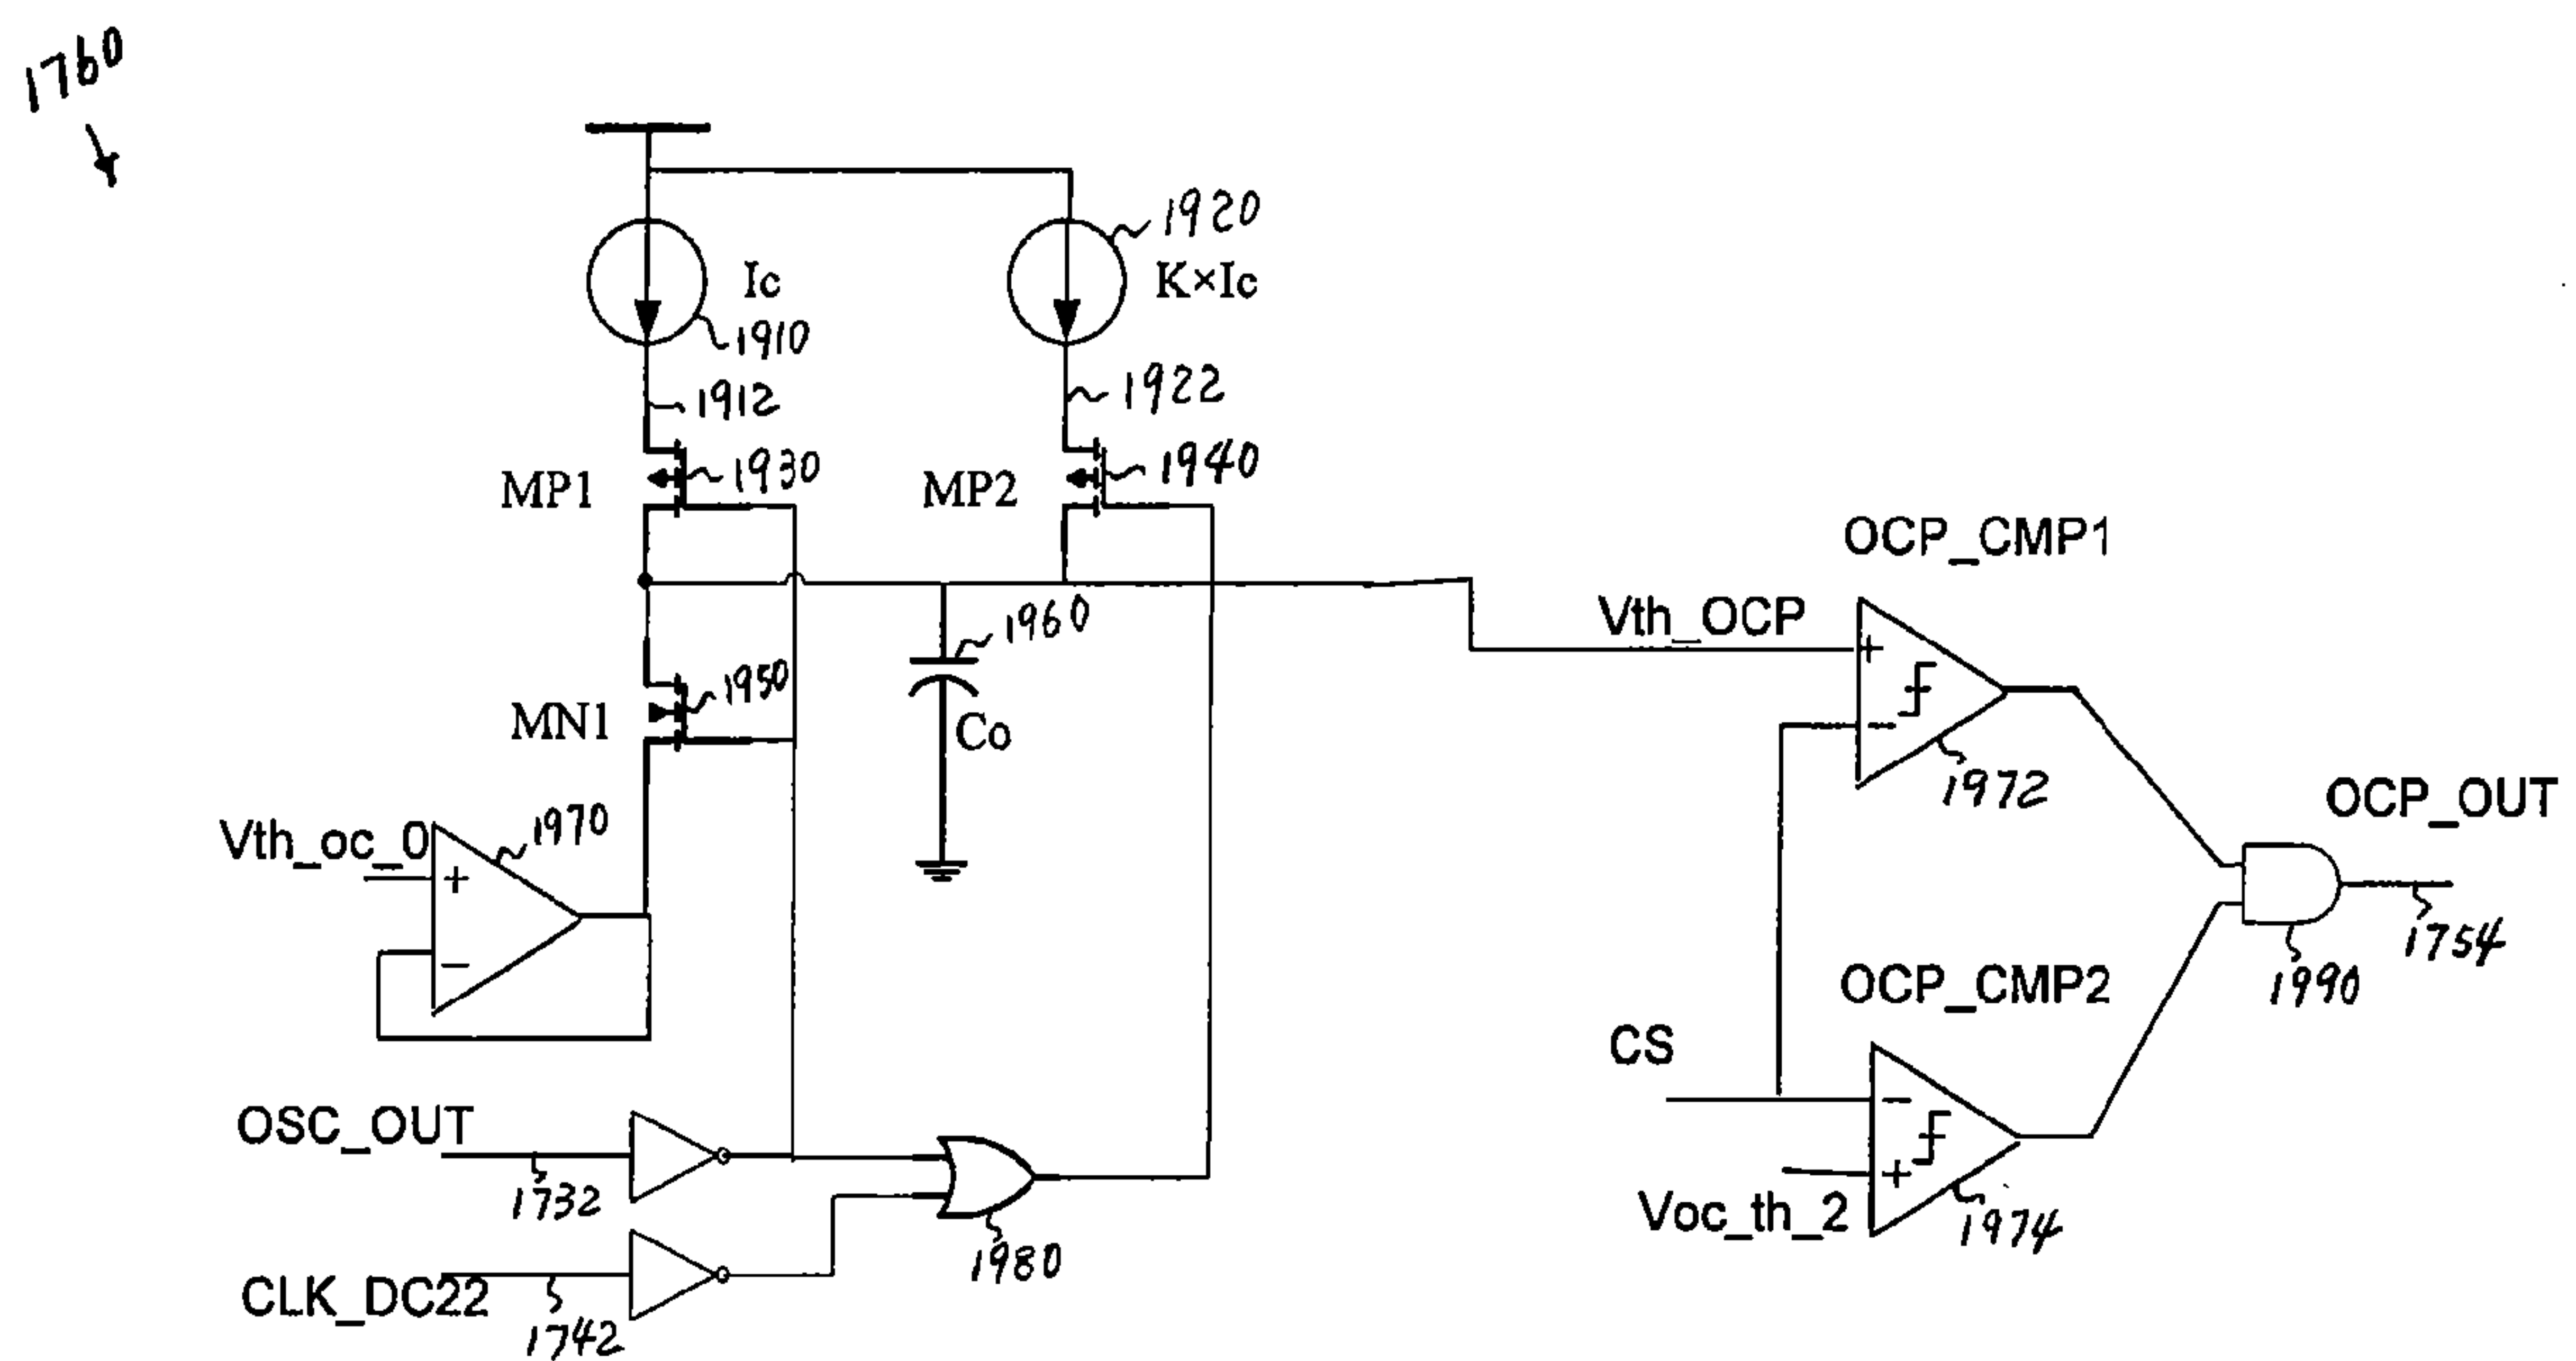 1760
1920
Ic
K×Ic
1910
1912
1922
MP1
1930
MP2
1940
OCP_CMP1
Vth_OCP
+
−
1972
1960
MN1
1950
Co
Vth_oc_0
1970
+
−
OCP_OUT
1754
1990
OCP_CMP2
CS
−
+
Voc_th_2
1974
OSC_OUT
1732
1980
CLK_DC22
1742